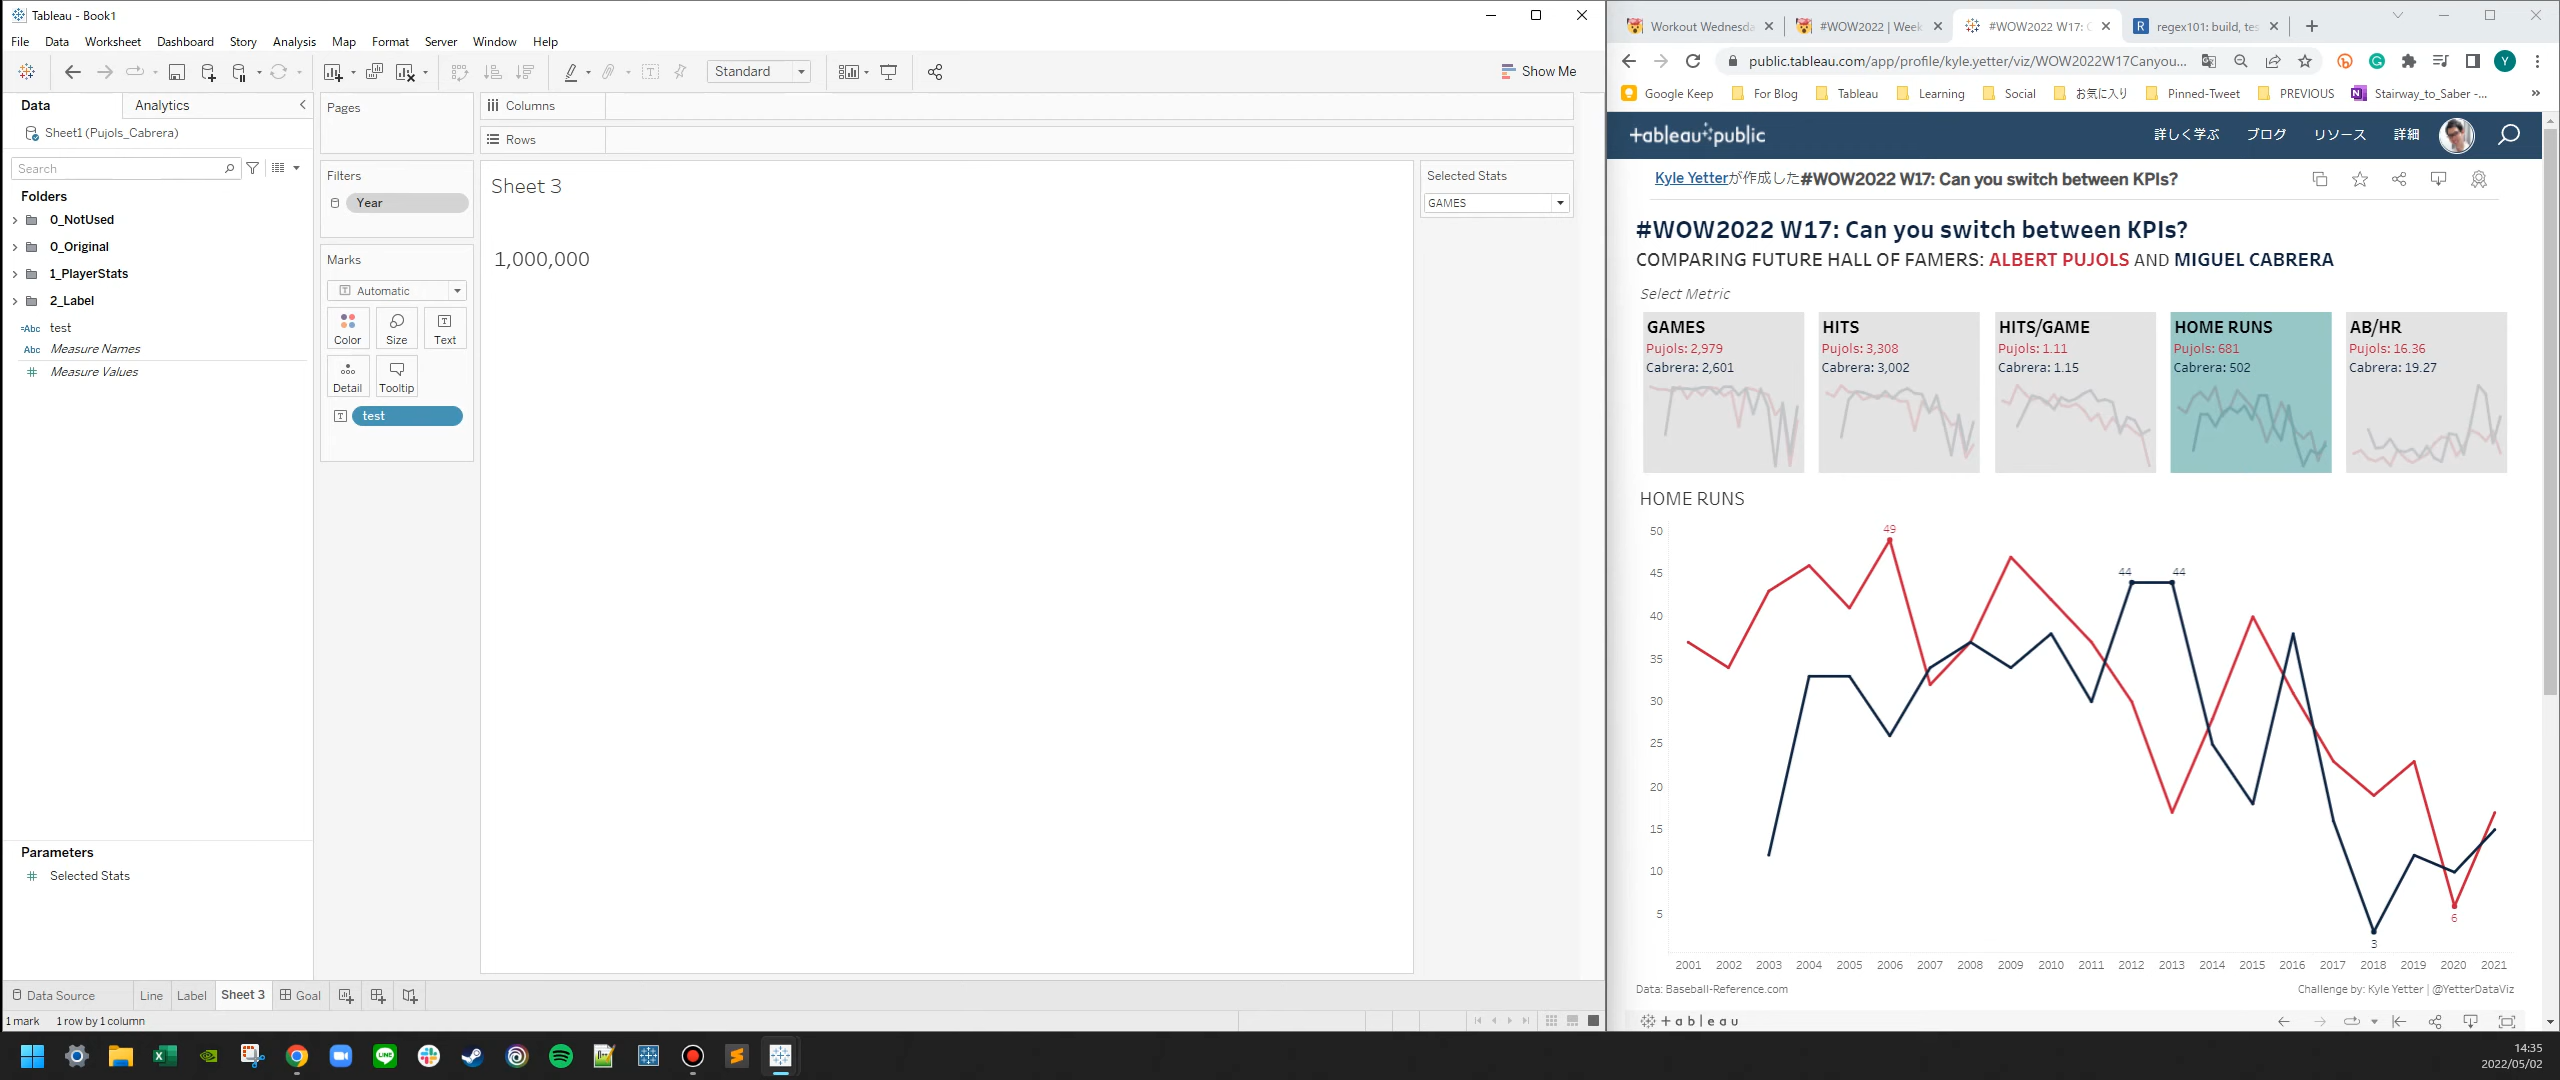 Tableau - Book1
File Data Worksheet Dashboard Story Analysis Map Format Server Window Help
Standard
Show Me
Data Analytics
Sheet1 (Pujols_Cabrera)
Search
Folders
0_NotUsed
0_Original
1_PlayerStats
2_Label
=Abc test
Abc Measure Names
# Measure Values
Parameters
# Selected Stats
Pages
Filters
Year
Marks
Automatic
Color Size Text
Detail Tooltip
test
Columns
Rows
Sheet 3
1,000,000
Selected Stats
GAMES
Data Source Line Label Sheet 3 Goal
1 mark 1 row by 1 column
Workout Wednesda #WOW2022 | Week #WOW2022 W17: C regex101: build, tes
public.tableau.com/app/profile/kyle.yetter/viz/WOW2022W17Canyou...
Google Keep For Blog Tableau Learning Social お気に入り Pinned-Tweet PREVIOUS Stairway_to_Saber -...
+ableau public
詳しく学ぶ ブログ リソース 詳細
Kyle Yetterが作成した#WOW2022 W17: Can you switch between KPIs?
#WOW2022 W17: Can you switch between KPIs?
COMPARING FUTURE HALL OF FAMERS: ALBERT PUJOLS AND MIGUEL CABRERA
Select Metric
GAMES
Pujols: 2,979
Cabrera: 2,601
HITS
Pujols: 3,308
Cabrera: 3,002
HITS/GAME
Pujols: 1.11
Cabrera: 1.15
HOME RUNS
Pujols: 681
Cabrera: 502
AB/HR
Pujols: 16.36
Cabrera: 19.27
HOME RUNS
50
45
40
35
30
25
20
15
10
5
49
44 44
6
3
2001 2002 2003 2004 2005 2006 2007 2008 2009 2010 2011 2012 2013 2014 2015 2016 2017 2018 2019 2020 2021
Data: Baseball-Reference.com
Challenge by: Kyle Yetter | @YetterDataViz
+ableau
14:35
2022/05/02